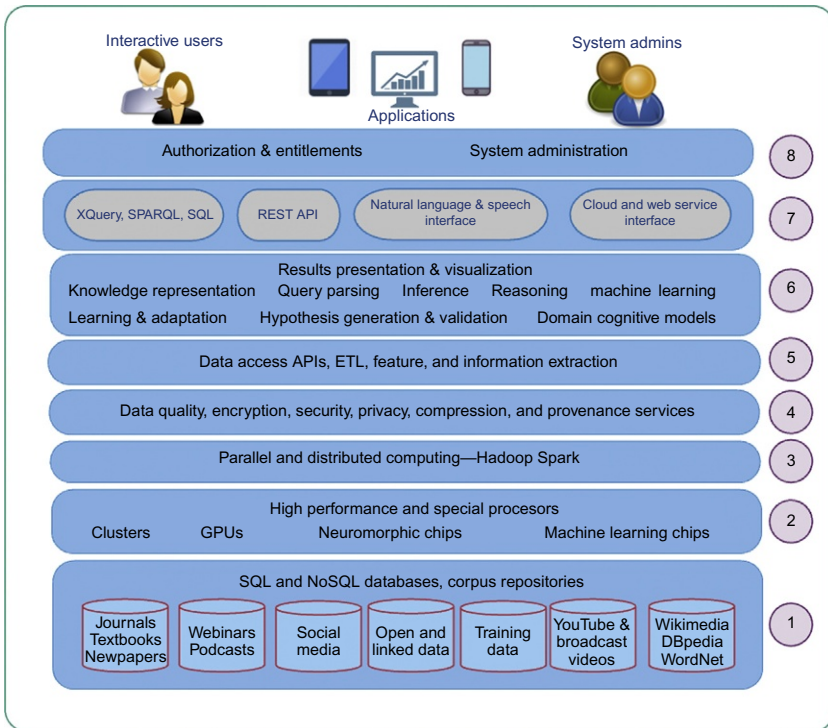 Interactive users
System admins
Applications
Authorization & entitlements System administration
8
XQuery, SPARQL, SQL
REST API
Natural language & speech
interface
Cloud and web service
interface
7
Results presentation & visualization
Knowledge representation Query parsing Inference Reasoning machine learning
Learning & adaptation Hypothesis generation & validation Domain cognitive models
6
Data access APIs, ETL, feature, and information extraction
5
Data quality, encryption, security, privacy, compression, and provenance services
4
Parallel and distributed computing—Hadoop Spark
3
High performance and special procesors
Clusters GPUs Neuromorphic chips Machine learning chips
2
SQL and NoSQL databases, corpus repositories
Journals
Textbooks
Newpapers
Webinars
Podcasts
Social
media
Open and
linked data
Training
data
YouTube &
broadcast
videos
Wikimedia
DBpedia
WordNet
1